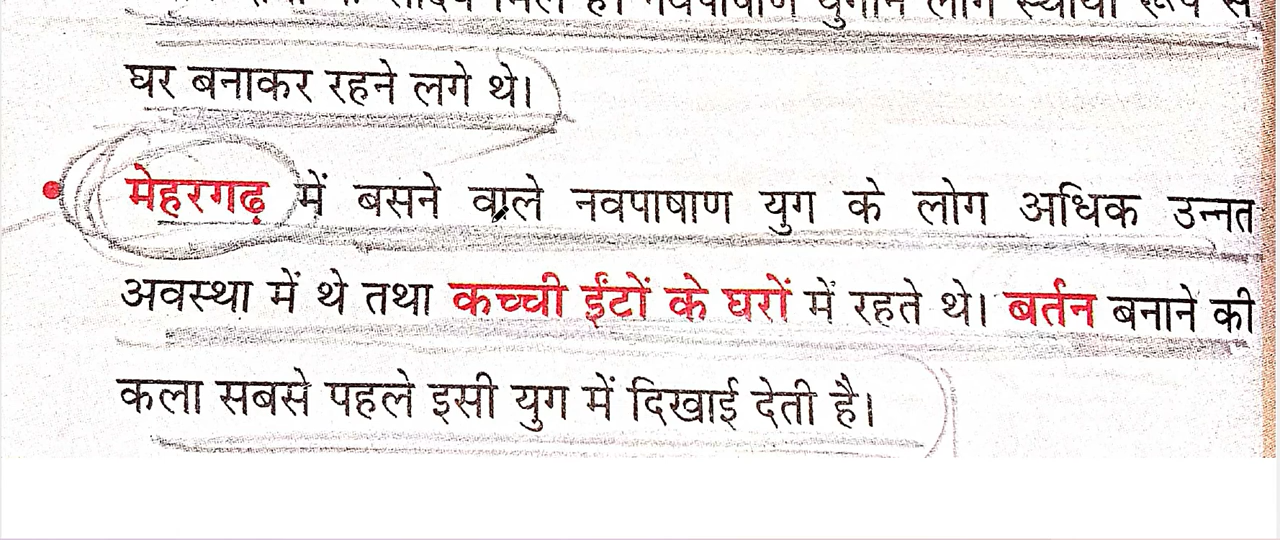 मिले हैं। नवपाषाण युगीन लोग स्थायी रूप से
घर बनाकर रहने लगे थे।
• मेहरगढ़ में बसने वाले नवपाषाण युग के लोग अधिक उन्नत
अवस्था में थे तथा कच्ची ईंटों के घरों में रहते थे। बर्तन बनाने की
कला सबसे पहले इसी युग में दिखाई देती है।